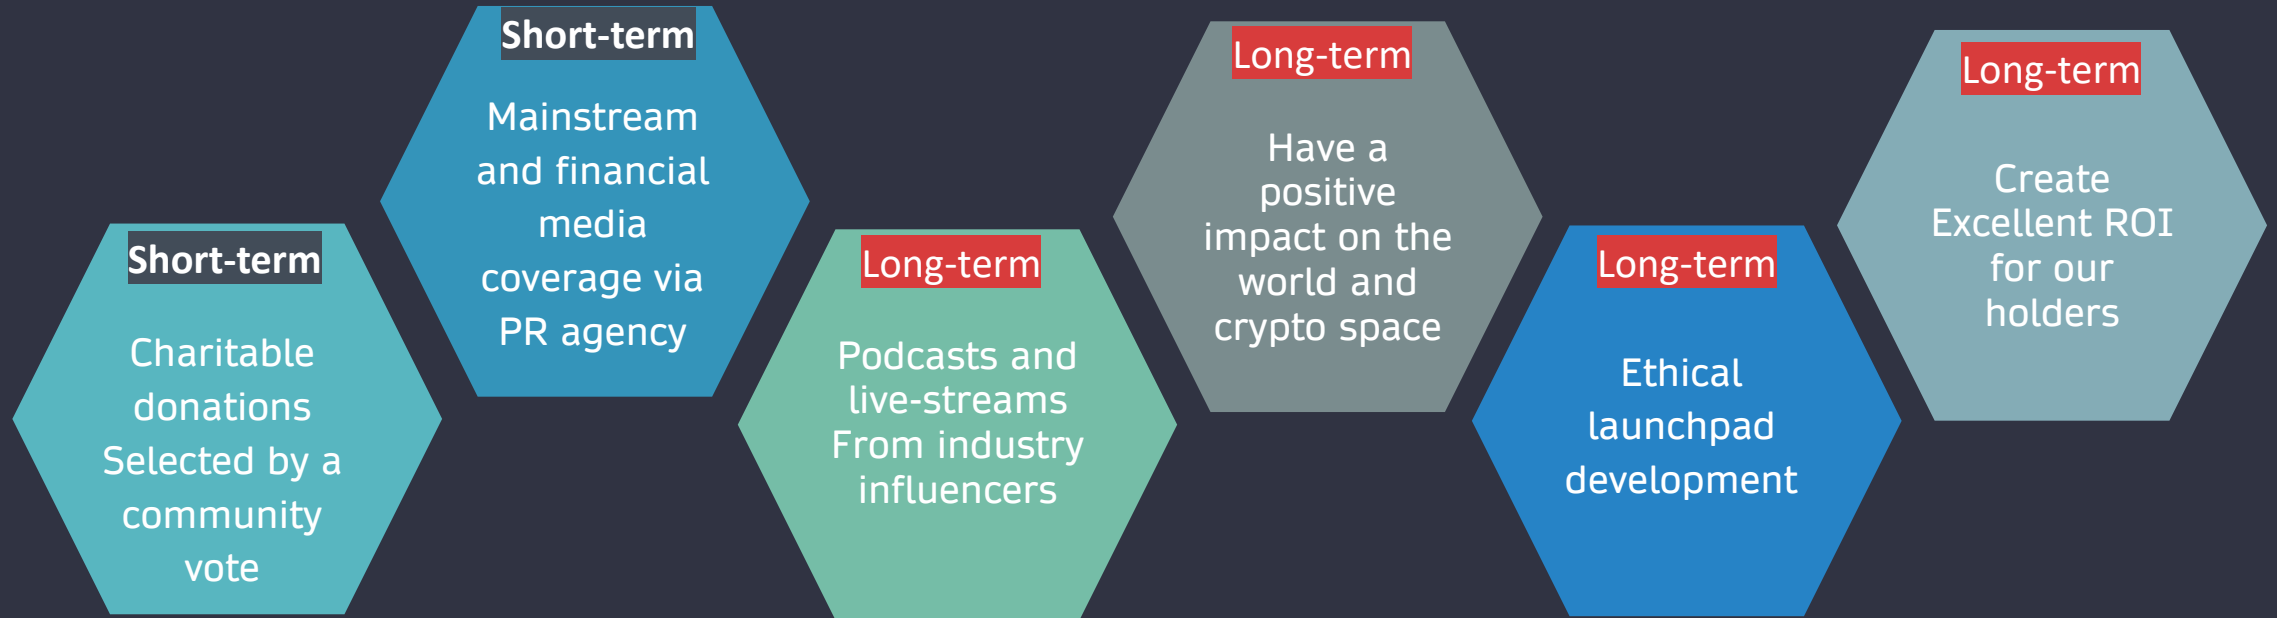 Short-term
Charitable
donations
Selected by a
community
vote
Short-term
Mainstream
and financial
media
coverage via
PR agency
Long-term
Podcasts and
live-streams
From industry
influencers
Long-term
Have a
positive
impact on the
world and
crypto space
Long-term
Ethical
launchpad
development
Long-term
Create
Excellent ROI
for our
holders